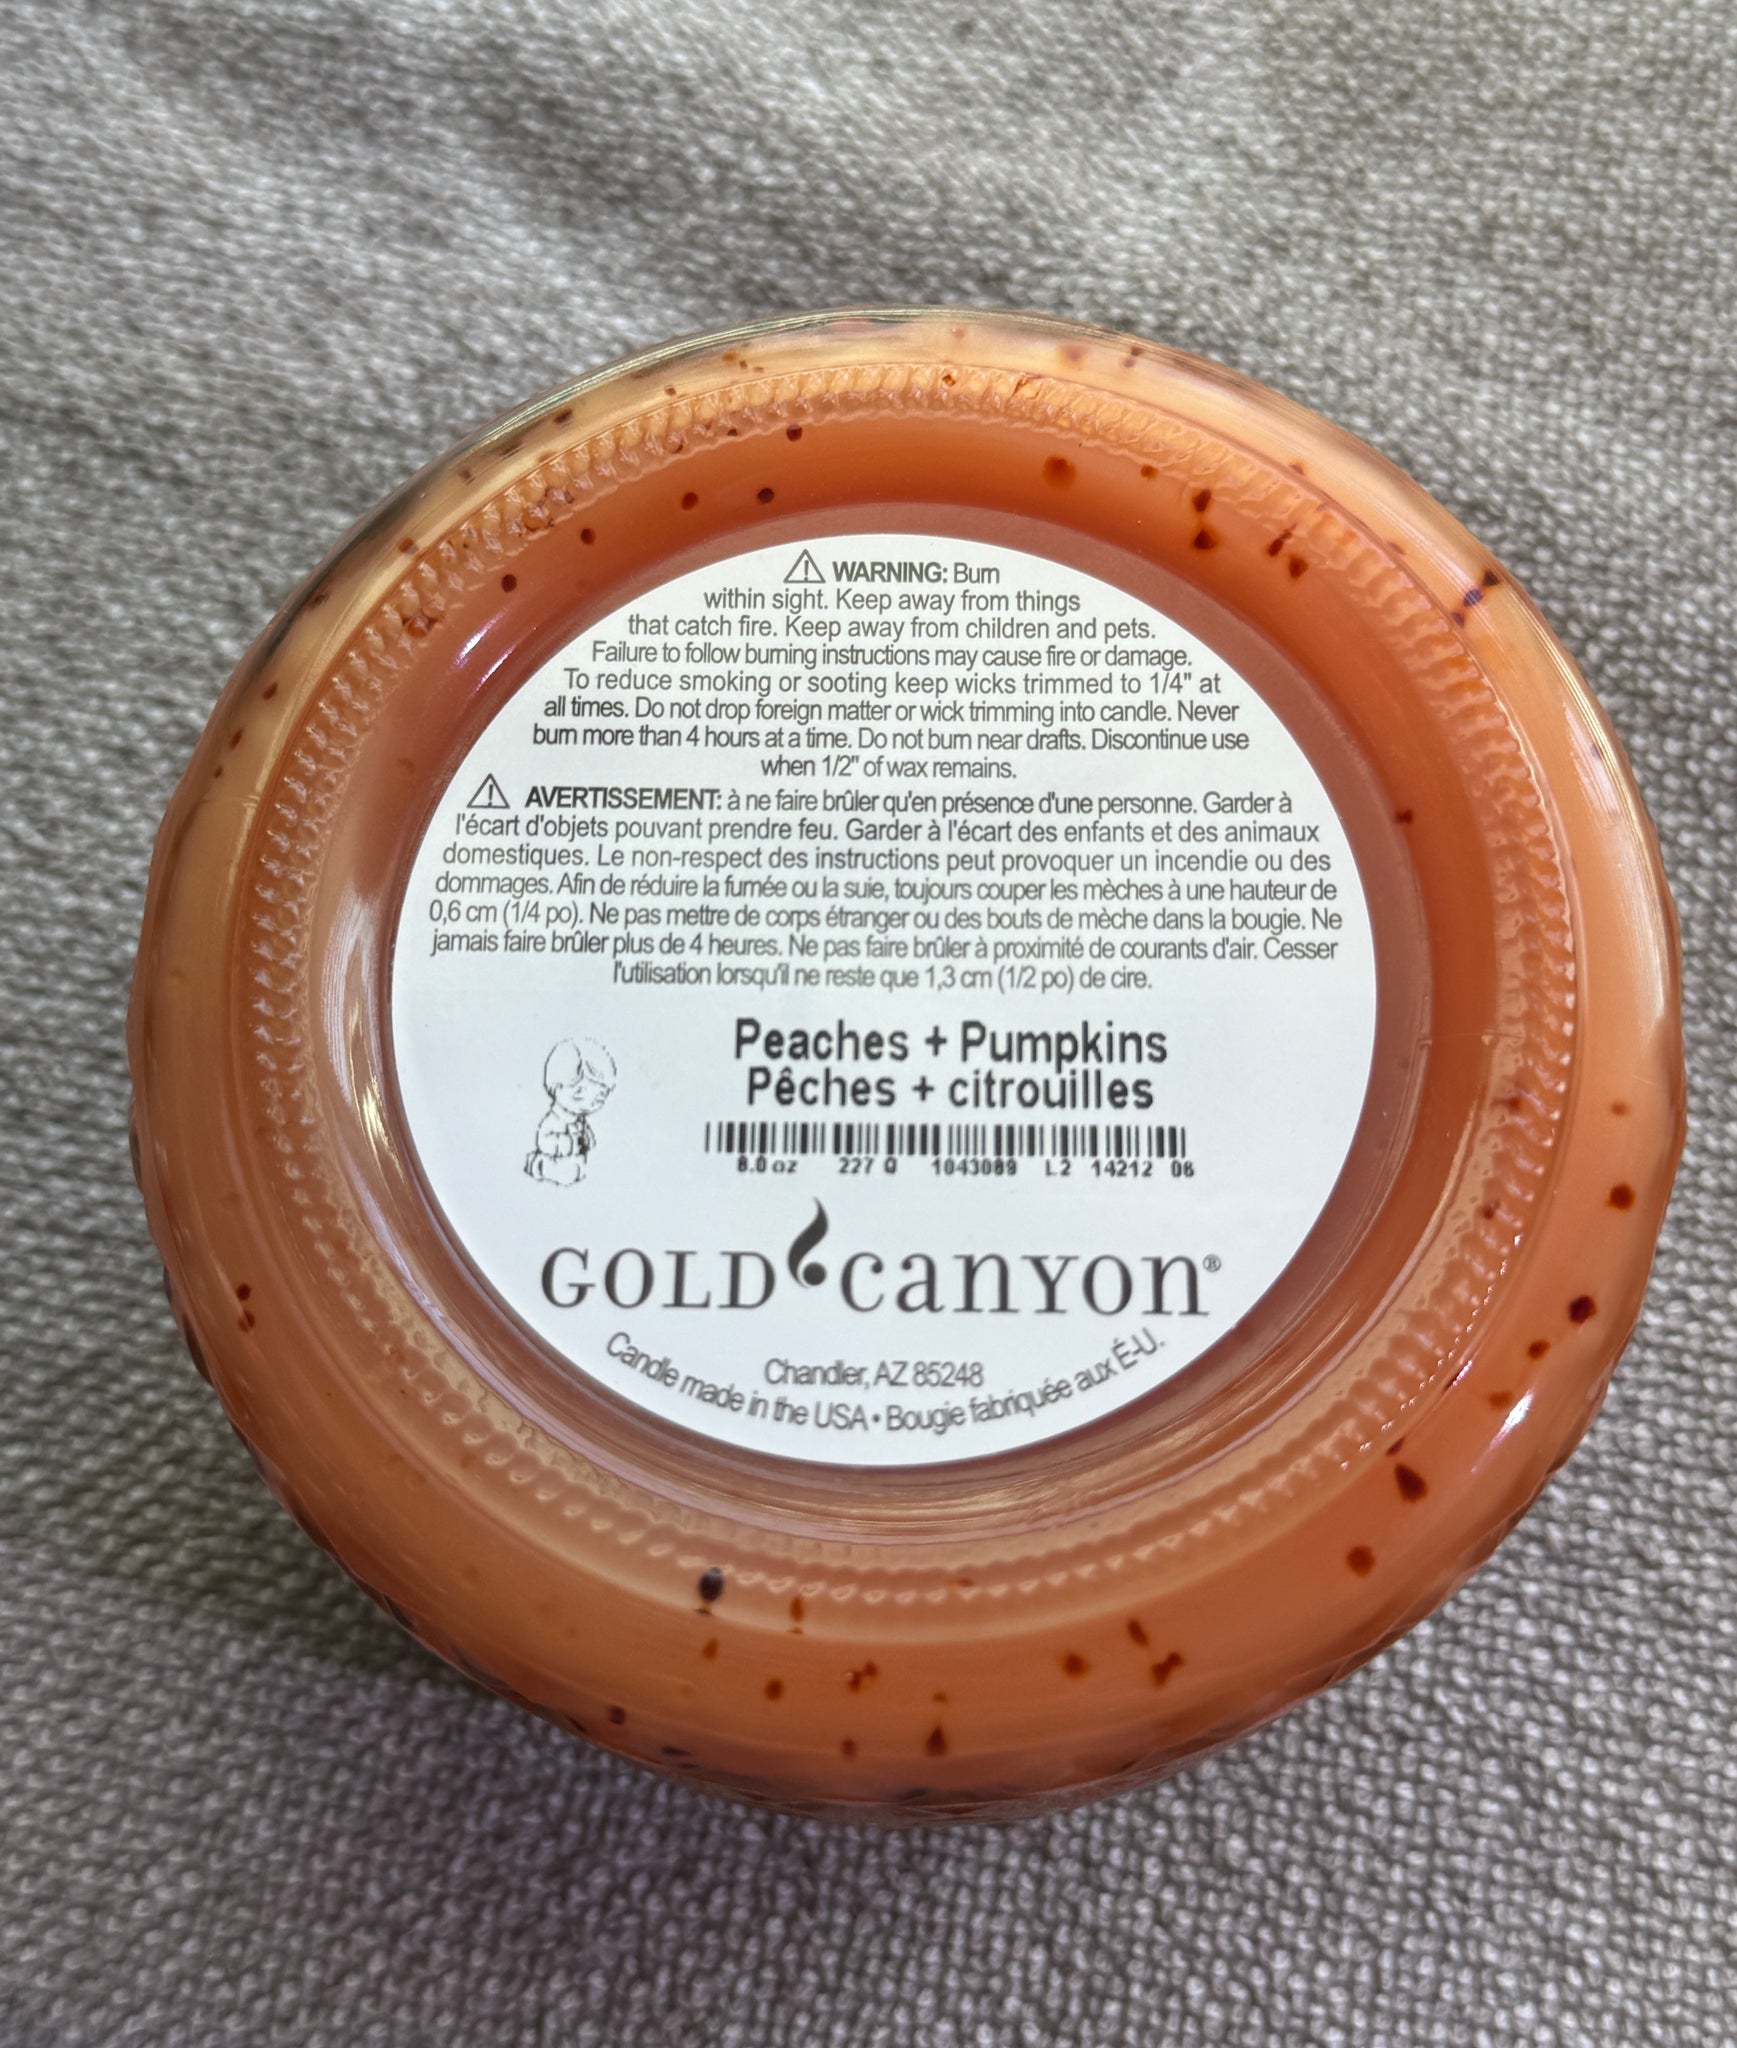 ⚠ WARNING: Burn
within sight. Keep away from things
that catch fire. Keep away from children and pets.
Failure to follow burning instructions may cause fire or damage.
To reduce smoking or sooting keep wicks trimmed to 1/4" at
all times. Do not drop foreign matter or wick trimming into candle. Never
burn more than 4 hours at a time. Do not burn near drafts. Discontinue use
when 1/2" of wax remains.
⚠ AVERTISSEMENT: à ne faire brûler qu'en présence d'une personne. Garder à
l'écart d'objets pouvant prendre feu. Garder à l'écart des enfants et des animaux
domestiques. Le non-respect des instructions peut provoquer un incendie ou des
dommages. Afin de réduire la fumée ou la suie, toujours couper les mèches à une hauteur de
0,6 cm (1/4 po). Ne pas mettre de corps étranger ou des bouts de mèche dans la bougie. Ne
jamais faire brûler plus de 4 heures. Ne pas faire brûler à proximité de courants d'air. Cesser
l'utilisation lorsqu'il ne reste que 1,3 cm (1/2 po) de cire.
Peaches + Pumpkins
Pêches + citrouilles
8.0 oz 227 G 1043089 L2 14212 06
GOLD CANYON®
Chandler, AZ 85248
Candle made in the USA • Bougie fabriquée aux É-U.